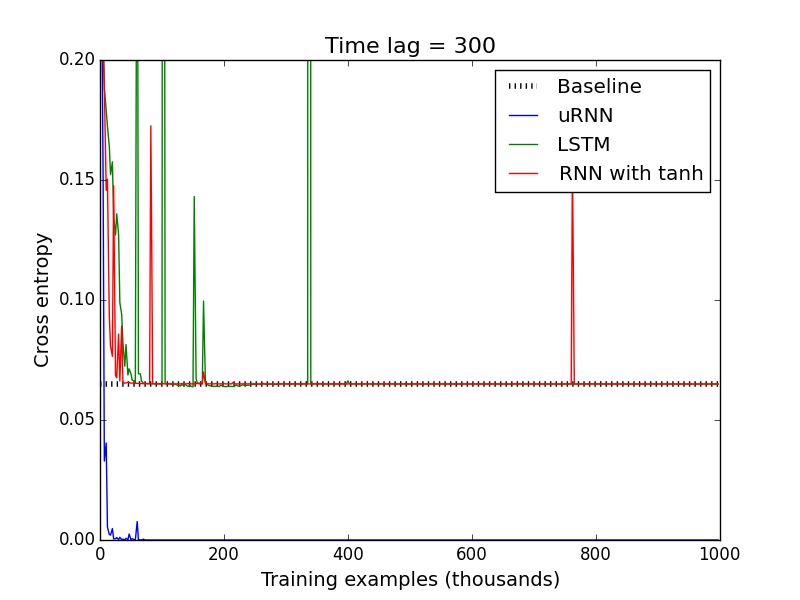 Time lag = 300
0.20
0.15
0.10
0.05
0.00
Cross entropy
Baseline
uRNN
LSTM
RNN with tanh
0 200 400 600 800 1000
Training examples (thousands)